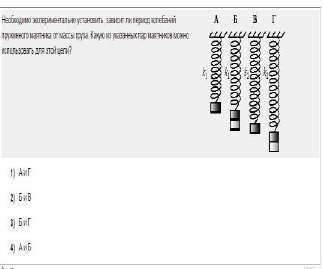 Необходимо экспериментально установить, зависит ли период колебаний
пружинного маятника от массы груза. Какую из указанных пар маятников можно
использовать для этой цели?
А Б В Г
1) А и Г
2) Б и В
3) Б и Г
4) А и Б